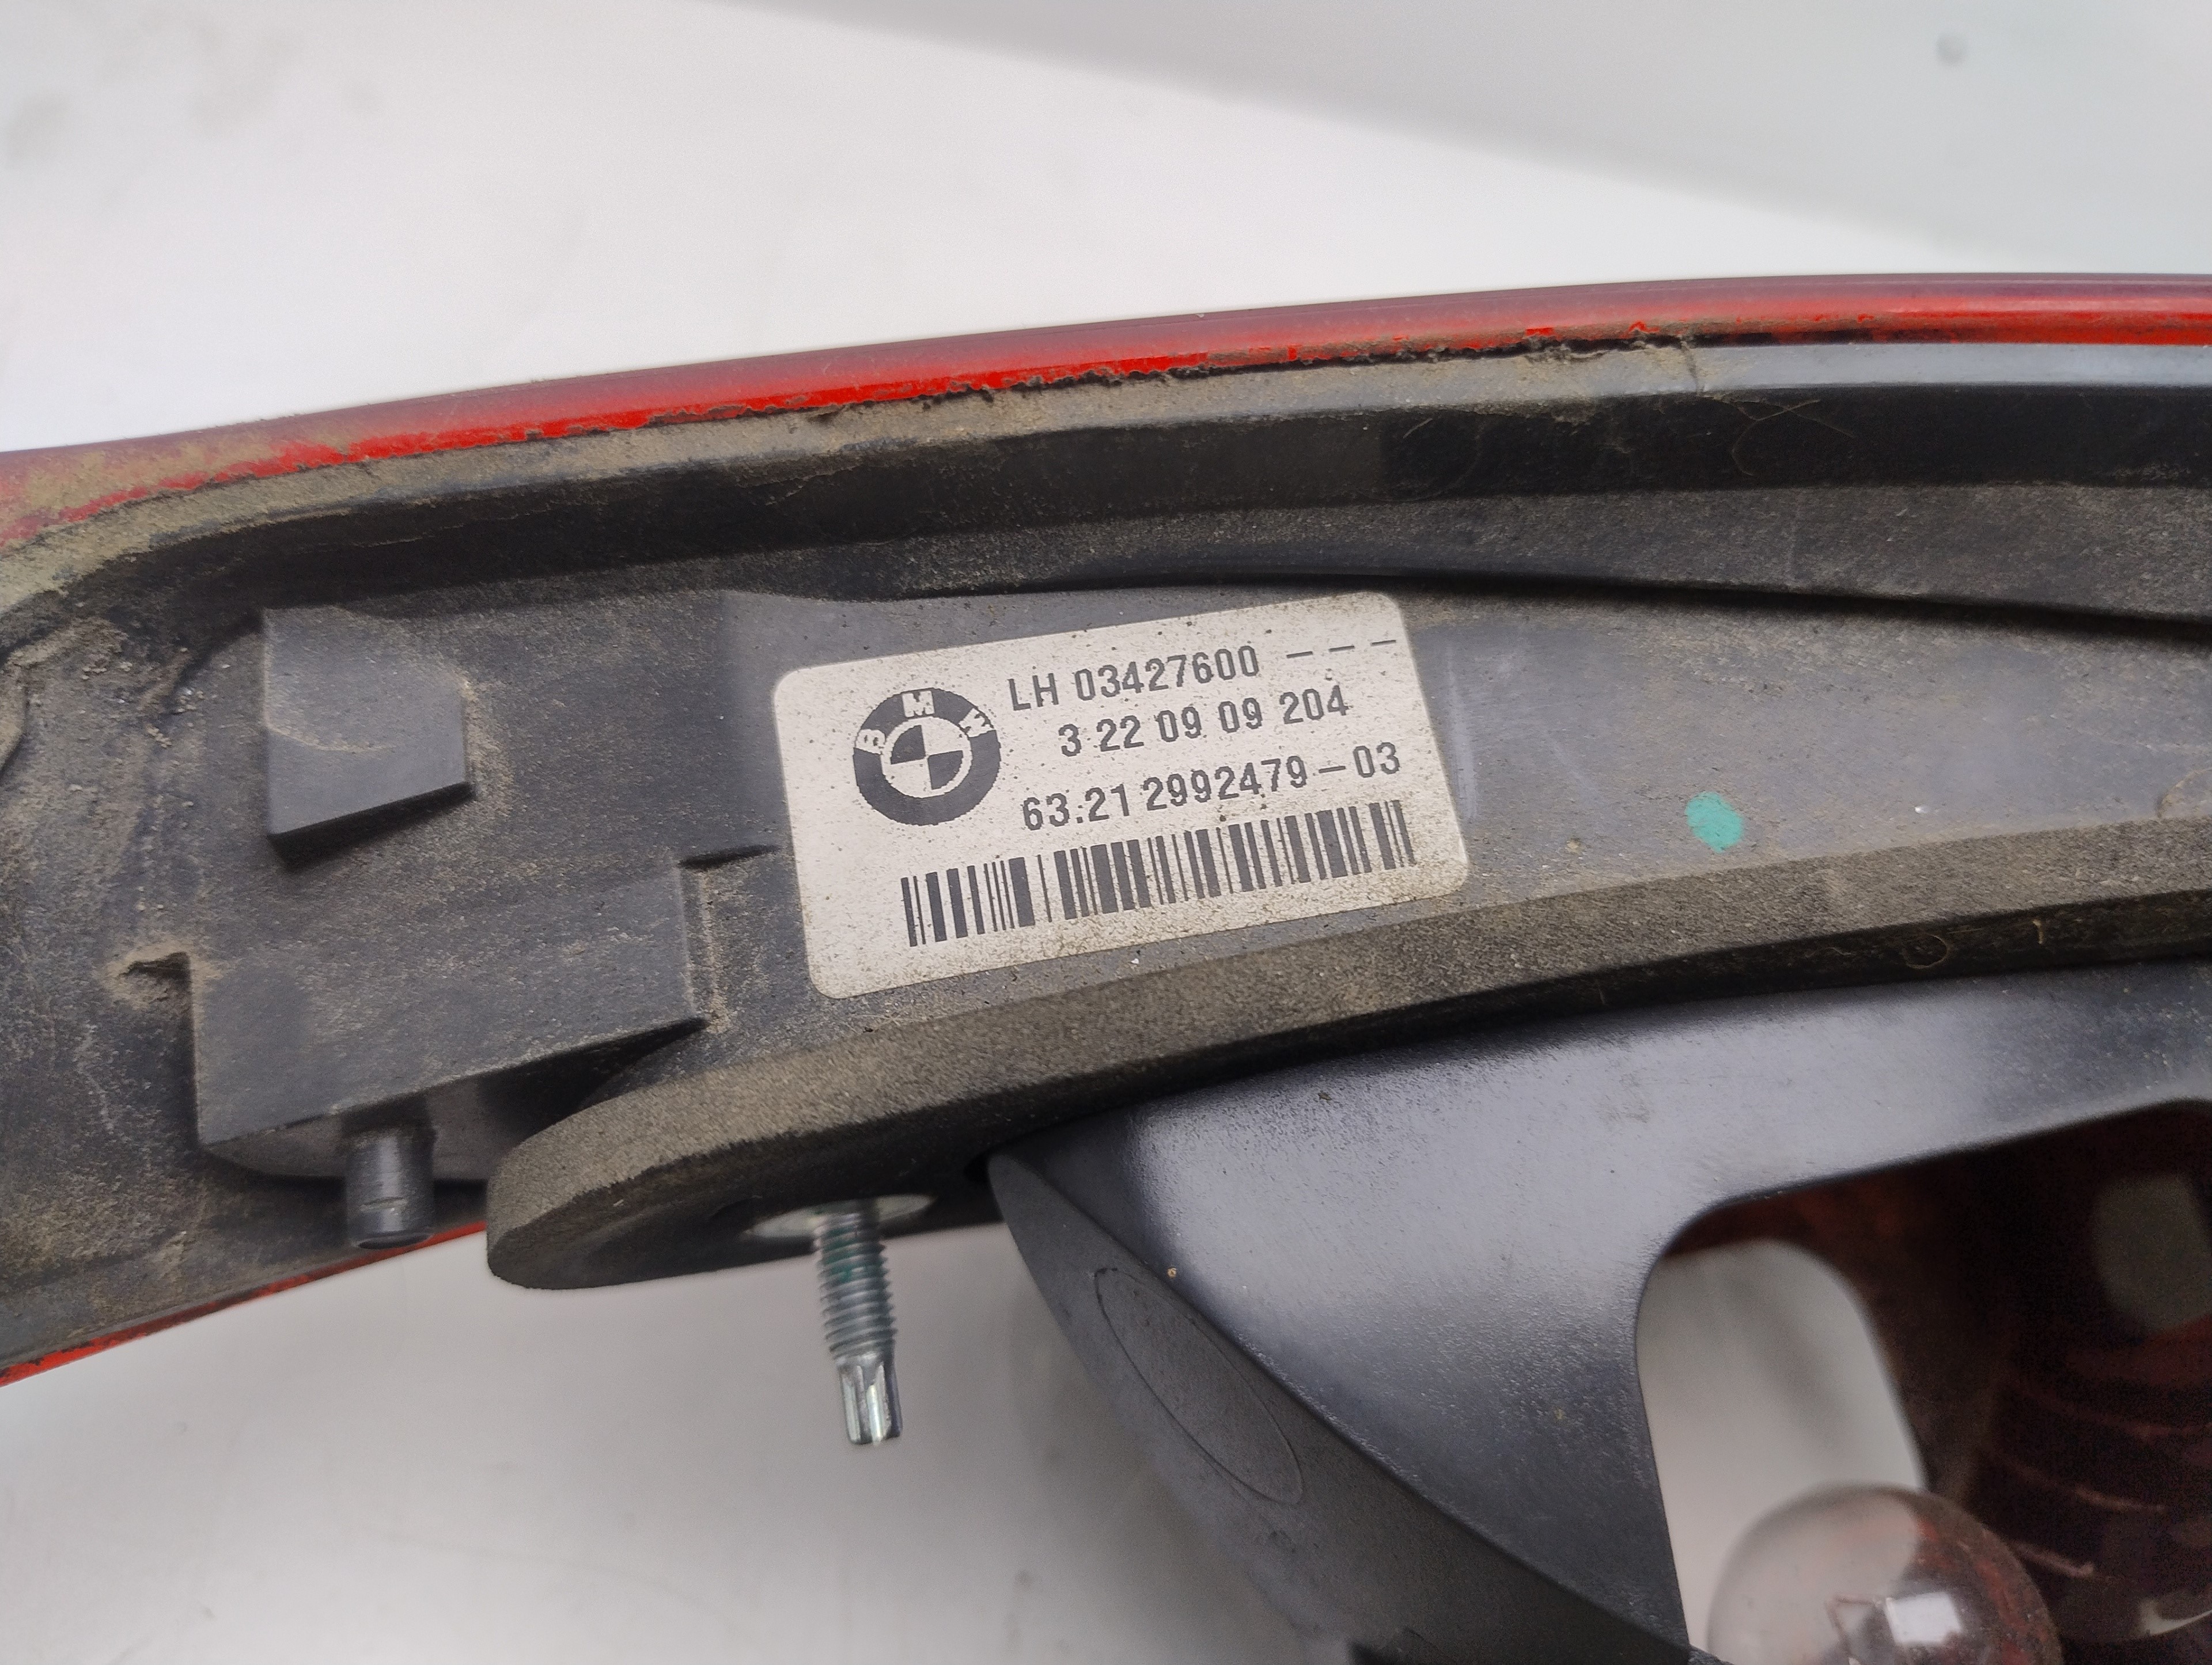 BMW
LH 03427600 – – –
3 22 09 09 204
63.21 2992479–03